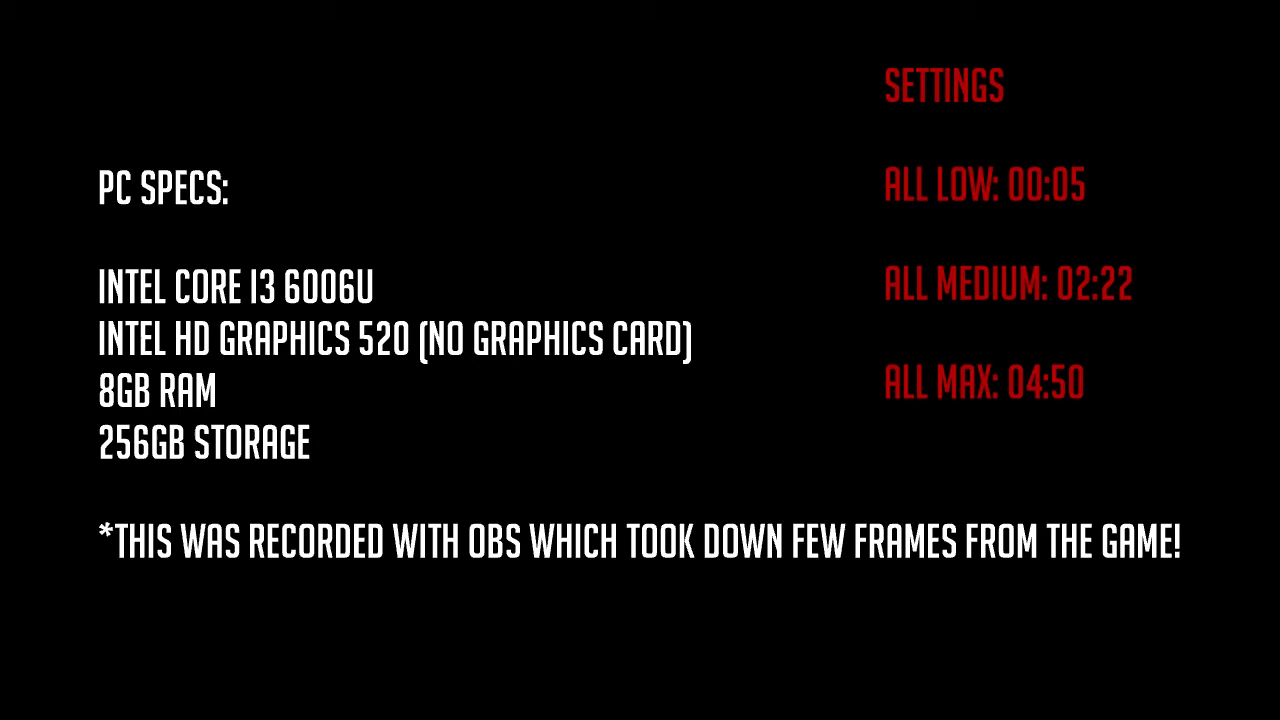 SETTINGS
PC SPECS:
ALL LOW: 00:05
INTEL CORE I3 6006U
ALL MEDIUM: 02:22
INTEL HD GRAPHICS 520 (NO GRAPHICS CARD)
8GB RAM
ALL MAX: 04:50
256GB STORAGE
*THIS WAS RECORDED WITH OBS WHICH TOOK DOWN FEW FRAMES FROM THE GAME!